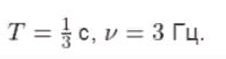 T = 1/3 с, ν = 3 Гц.